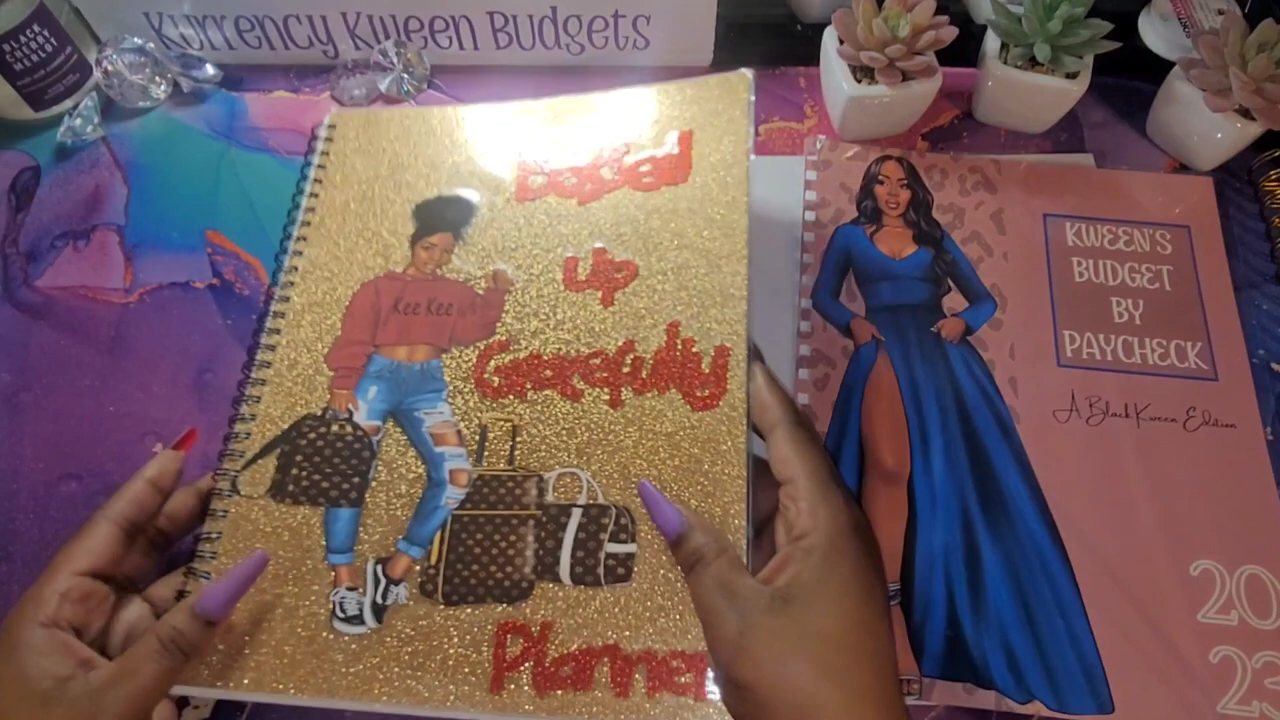 BLACK
CHERRY
MERLOT
Kurrency Kween Budgets
up
Gracefully
Planner
Kee Kee
KWEEN'S
BUDGET
BY
PAYCHECK
A Black Kween Edition
20
23